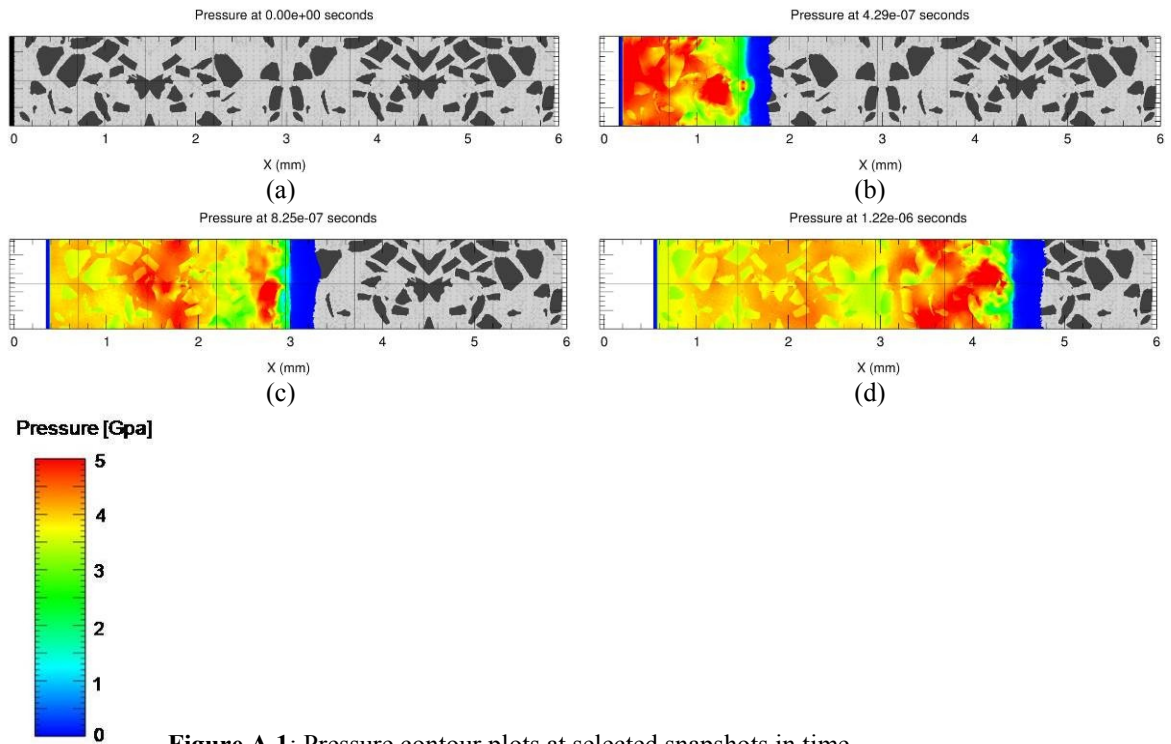 Pressure at 0.00e+00 seconds
0 1 2 3 4 5 6
X (mm)
(a)
Pressure at 4.29e-07 seconds
0 1 2 3 4 5 6
X (mm)
(b)
Pressure at 8.25e-07 seconds
0 1 2 3 4 5 6
X (mm)
(c)
Pressure at 1.22e-06 seconds
0 1 2 3 4 5 6
X (mm)
(d)
Pressure [Gpa]
5
4
3
2
1
0
Figure A.1: Pressure contour plots at selected snapshots in time